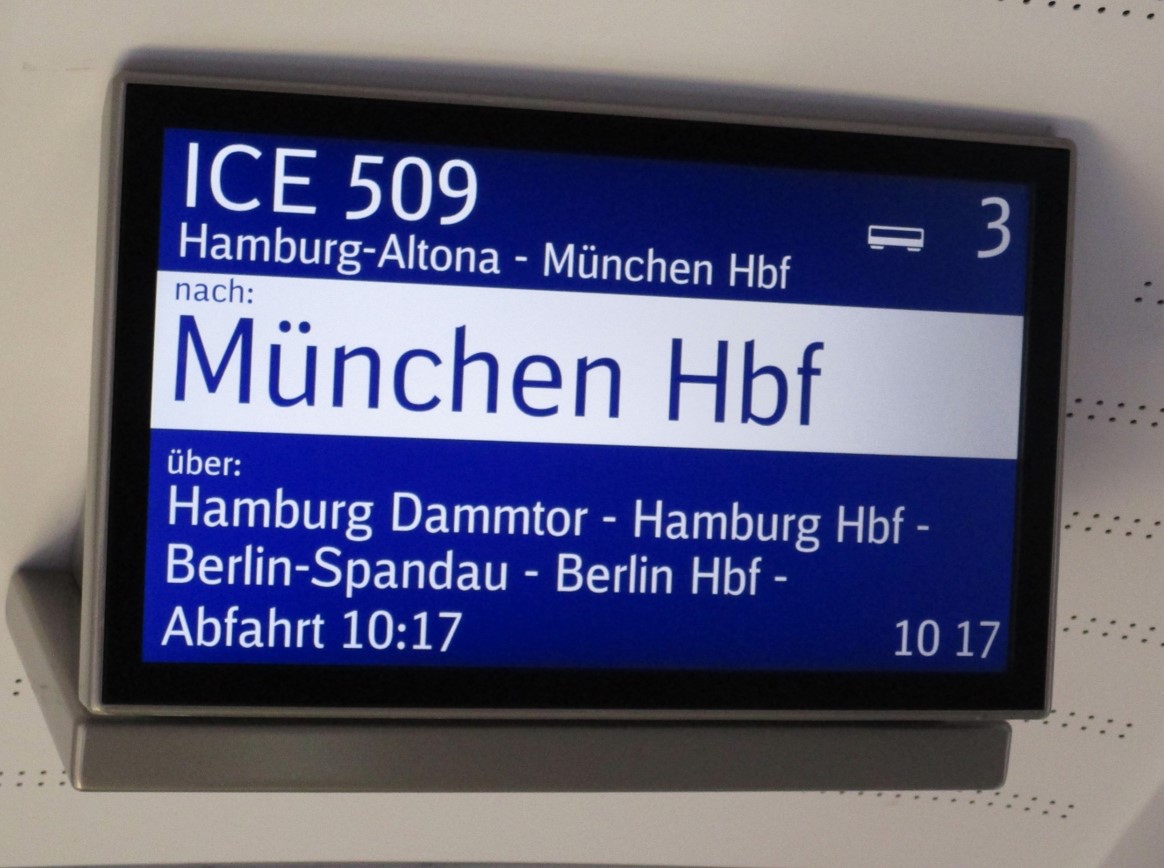 ICE 509
3
Hamburg-Altona - München Hbf
nach:
München Hbf
über:
Hamburg Dammtor - Hamburg Hbf -
Berlin-Spandau - Berlin Hbf -
Abfahrt 10:17
10 17